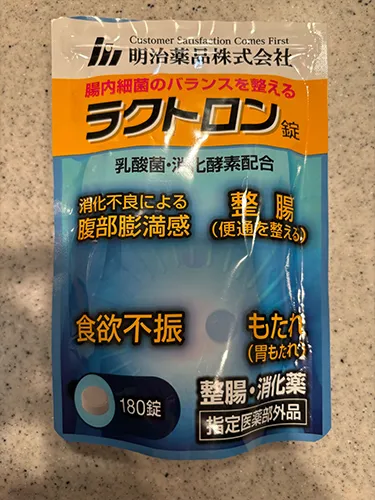 Customer Satisfaction Comes First
明治薬品株式会社
腸内細菌のバランスを整える
ラクトロン錠
乳酸菌・消化酵素配合
消化不良による
腹部膨満感
整腸
(便通を整える)
食欲不振
もたれ
(胃もたれ)
180錠
整腸・消化薬
指定医薬部外品